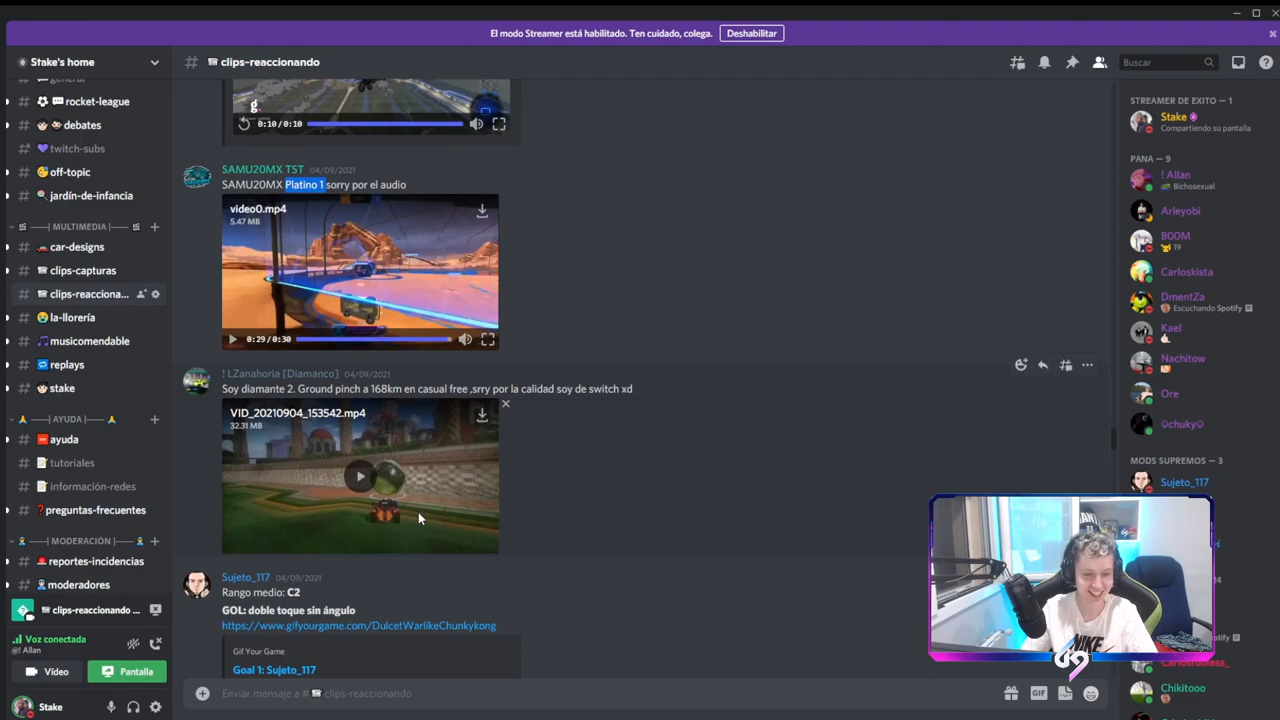 El modo Streamer está habilitado. Ten cuidado, colega.
Deshabilitar
Stake's home
clips-reaccionando
Buscar
general
rocket-league
debates
twitch-subs
off-topic
jardín-de-infancia
MULTIMEDIA
car-designs
clips-capturas
clips-reacciona...
la-llorería
musicomendable
replays
stake
AYUDA
ayuda
tutoriales
información-redes
preguntas-frecuentes
MODERACIÓN
reportes-incidencias
moderadores
clips-reaccionando ...
Voz conectada
Allan
Vídeo
Pantalla
Stake
g
0:10/0:10
SAMU20MX TST 04/09/2021
SAMU20MX Platino 1 sorry por el audio
video0.mp4
5.47 MB
0:29/0:30
! LZanahoria [Diamanco] 04/09/2021
Soy diamante 2. Ground pinch a 168km en casual free ,srry por la calidad soy de switch xd
VID_20210904_153542.mp4
32.31 MB
Sujeto_117 04/09/2021
Rango medio: C2
GOL: doble toque sin ángulo
https://www.gifyourgame.com/DulcetWarlikeChunkykong
Gif Your Game
Goal 1: Sujeto_117
Enviar mensaje a # clips-reaccionando
GIF
STREAMER DE EXITO — 1
Stake
Compartiendo su pantalla
PANA — 9
! Allan
Bichosexual
Arleyobi
B00M
19
Carloskista
DmentZa
Escuchando Spotify
Kael
Nachitow
Ore
chuky
MODS SUPREMOS — 3
Sujeto_117
NIKE
Chikitooo